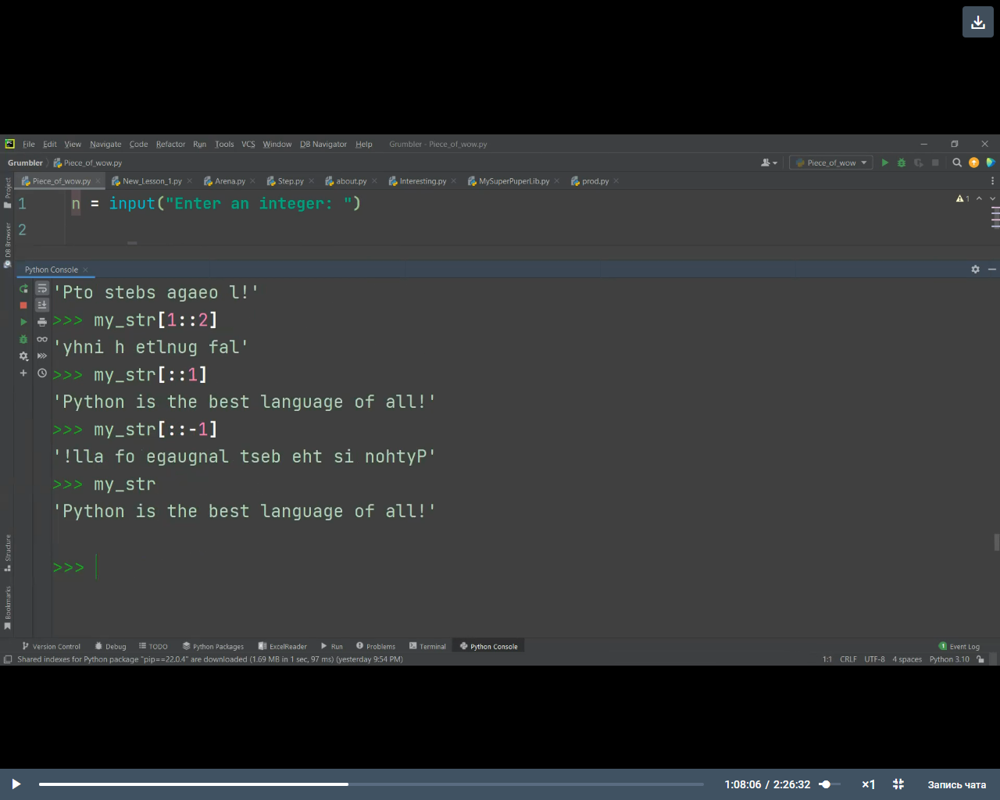 File Edit View Navigate Code Refactor Run Tools VCS Window DB Navigator Help Grumbler - Piece_of_wow.py
Grumbler Piece_of_wow.py Piece_of_wow
Piece_of_wow.py New_Lesson_1.py Arena.py Step.py about.py Interesting.py MySuperPuperLib.py prod.py
Project
DB Browser
1 n = input("Enter an integer: ")
1
2
Python Console
'Pto stebs agaeo l!'
>>> my_str[1::2]
'yhni h etlnug fal'
>>> my_str[::1]
'Python is the best language of all!'
>>> my_str[::-1]
'!lla fo egaugnal tseb eht si nohtyP'
>>> my_str
'Python is the best language of all!'
>>>
Structure
Bookmarks
Version Control Debug TODO Python Packages ExcelReader Run Problems Terminal Python Console 1 Event Log
Shared indexes for Python package "pip==22.0.4" are downloaded (1.69 MB in 1 sec, 97 ms) (yesterday 9:54 PM) 1:1 CRLF UTF-8 4 spaces Python 3.10
1:08:06 / 2:26:32 ×1 Запись чата